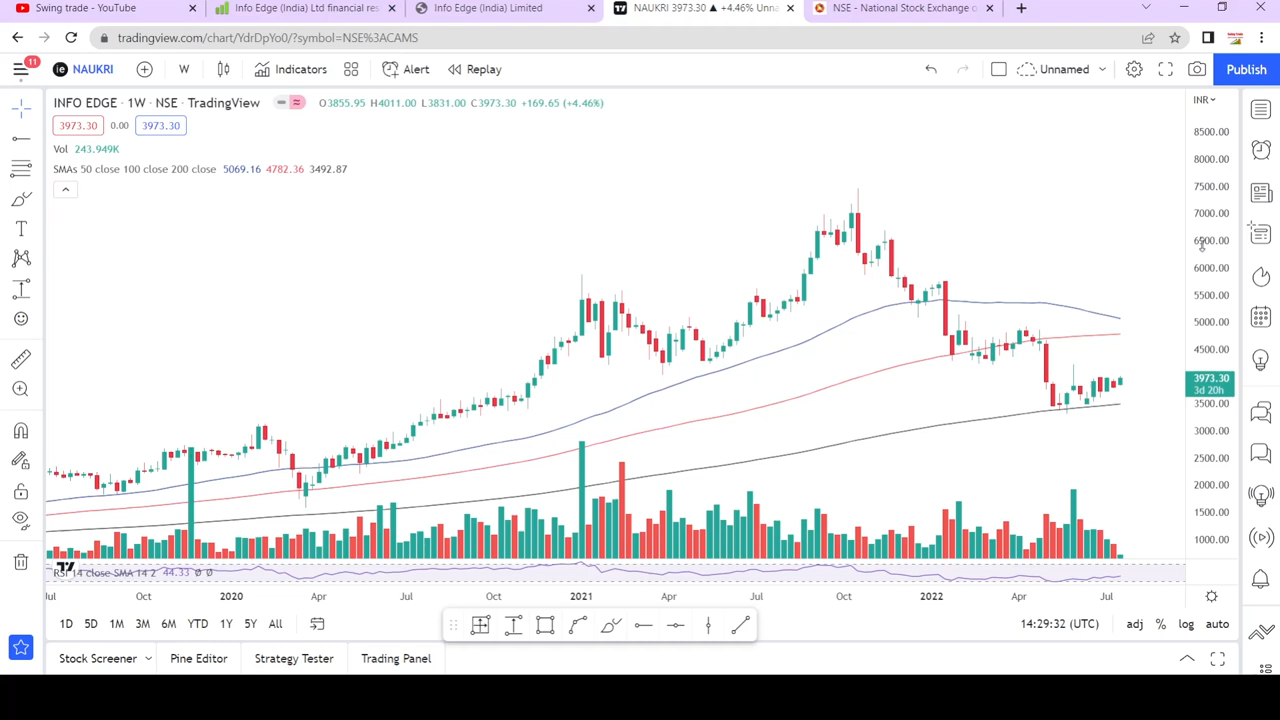 Swing trade - YouTube
Info Edge (India) Ltd financial res
Info Edge (India) Limited
NAUKRI 3973.30 ▲ +4.46% Unna
NSE - National Stock Exchange o
tradingview.com/chart/YdrDpYo0/?symbol=NSE%3ACAMS
11
ie NAUKRI
W
Indicators
Alert
Replay
Unnamed
Publish
INFO EDGE · 1W · NSE · TradingView
O3855.95 H4011.00 L3831.00 C3973.30 +169.65 (+4.46%)
INR
3973.30 0.00 3973.30
Vol 243.949K
SMAs 50 close 100 close 200 close 5069.16 4782.36 3492.87
8500.00
8000.00
7500.00
7000.00
6500.00
6000.00
5500.00
5000.00
4500.00
3973.30
3d 20h
3500.00
3000.00
2500.00
2000.00
1500.00
1000.00
RSI 14 close SMA 14 2 44.33 Ø Ø
Jul 2020 Apr Jul Oct 2021 Apr Jul Oct 2022 Apr Jul
1D 5D 1M 3M 6M YTD 1Y 5Y All
14:29:32 (UTC) adj % log auto
Stock Screener
Pine Editor
Strategy Tester
Trading Panel